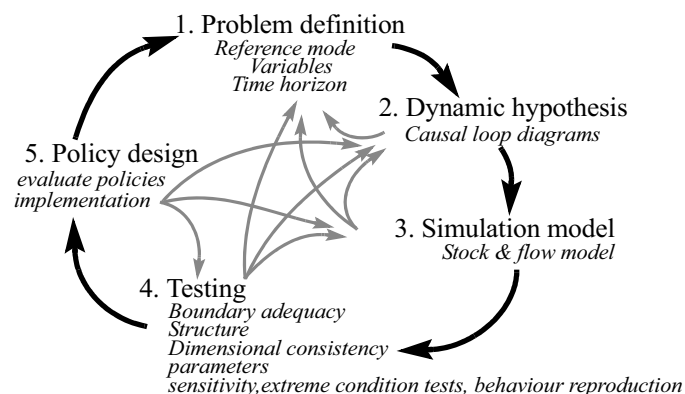 1. Problem definition
Reference mode
Variables
Time horizon
2. Dynamic hypothesis
Causal loop diagrams
3. Simulation model
Stock & flow model
4. Testing
Boundary adequacy
Structure
Dimensional consistency
parameters
sensitivity,extreme condition tests, behaviour reproduction
5. Policy design
evaluate policies
implementation